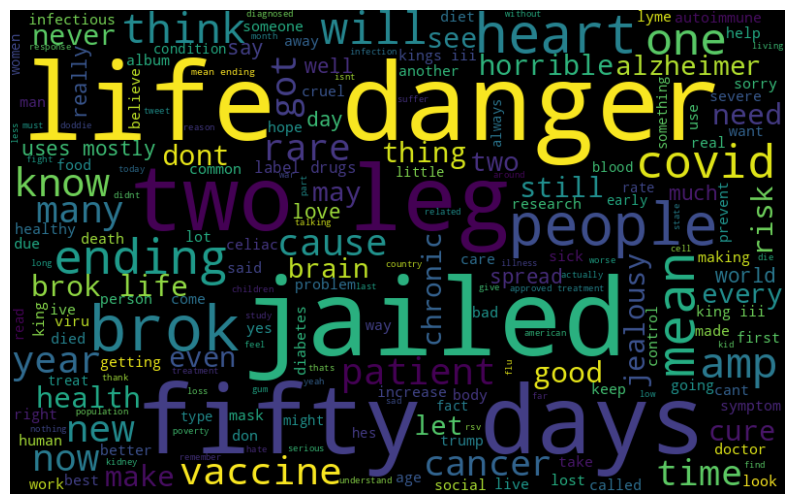 infectious think will diagnosed without diet lyme autoimmune
never someone heart see one
women response month infection living condition away kings iii help
really album say got well another horrible alzheimer
life danger
mean ending isnt
man believe cruel sorry severe
tweet suffer hope day always something use need
less must doddie reason
uses mostly dont rare thing two real want
fight food common label drugs little blood covid
know today war part around
didnt many may love still rate much prevent
two leg people
healthy related research early risk
due death lot celiac cause talking state
ending brain chronic care sick cell die
long said country spread illness worse making world
brok life person come problem last actually mean every
children give approved treatment
read king ive viru yes diabetes way bad jealousy control king iii
brok jailed
died study american made first
year getting even feel thats kid amp
treat thank treatment patient good keep going cant
health loss gum yeah increase body flu low symptom
right population type mask sad far
nothing poverty might hes let fact
new human better don fifty days rsv trump take cure
now kidney serious hate doctor
make vaccine remember cancer time find
work best understand age social live lost called look